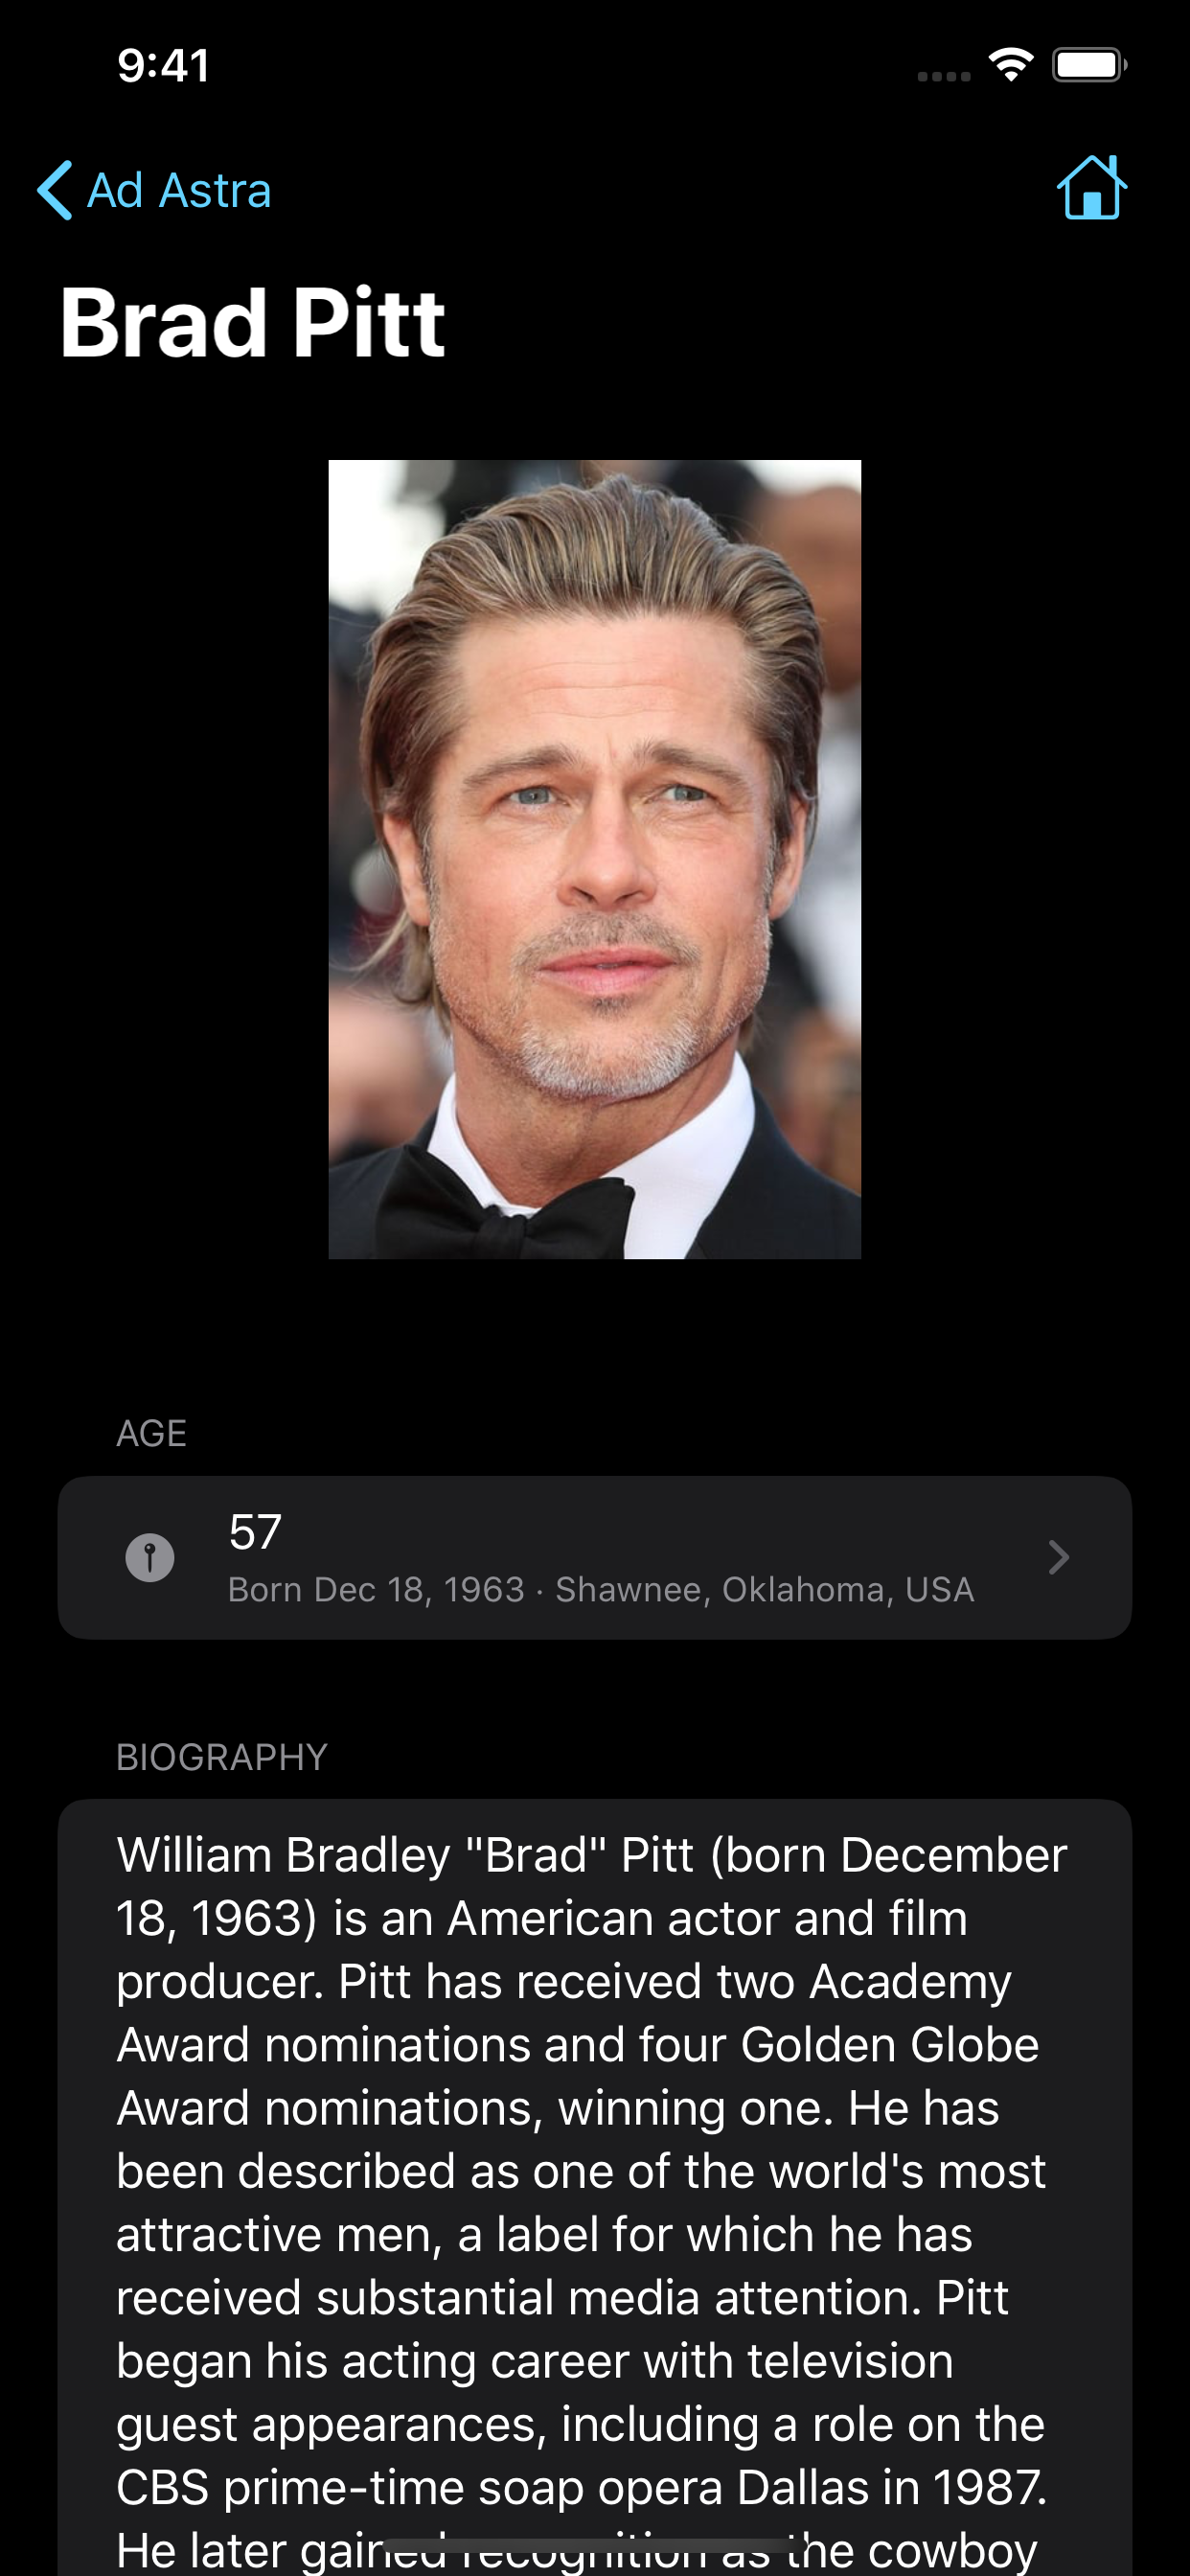 9:41
Ad Astra
Brad Pitt
AGE
57
Born Dec 18, 1963 · Shawnee, Oklahoma, USA
BIOGRAPHY
William Bradley "Brad" Pitt (born December
18, 1963) is an American actor and film
producer. Pitt has received two Academy
Award nominations and four Golden Globe
Award nominations, winning one. He has
been described as one of the world's most
attractive men, a label for which he has
received substantial media attention. Pitt
began his acting career with television
guest appearances, including a role on the
CBS prime-time soap opera Dallas in 1987.
He later gained recognition as the cowboy